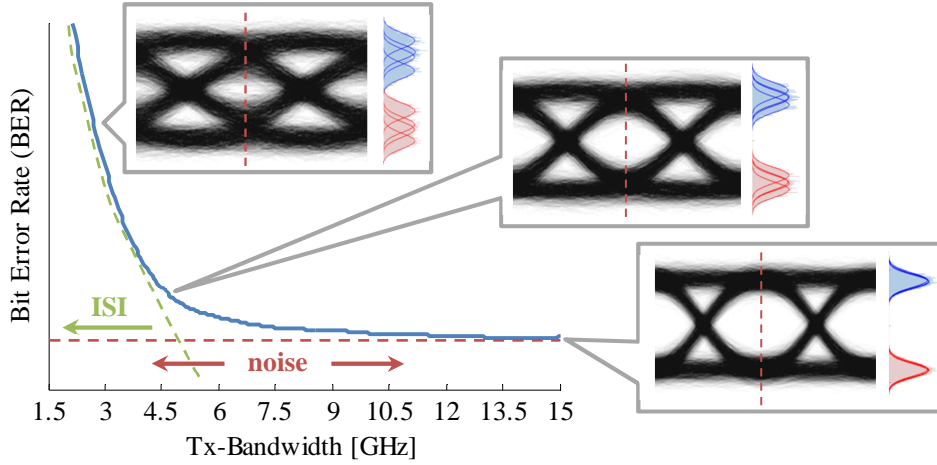 Bit Error Rate (BER)
ISI
noise
1.5 3 4.5 6 7.5 9 10.5 12 13.5 15
Tx-Bandwidth [GHz]